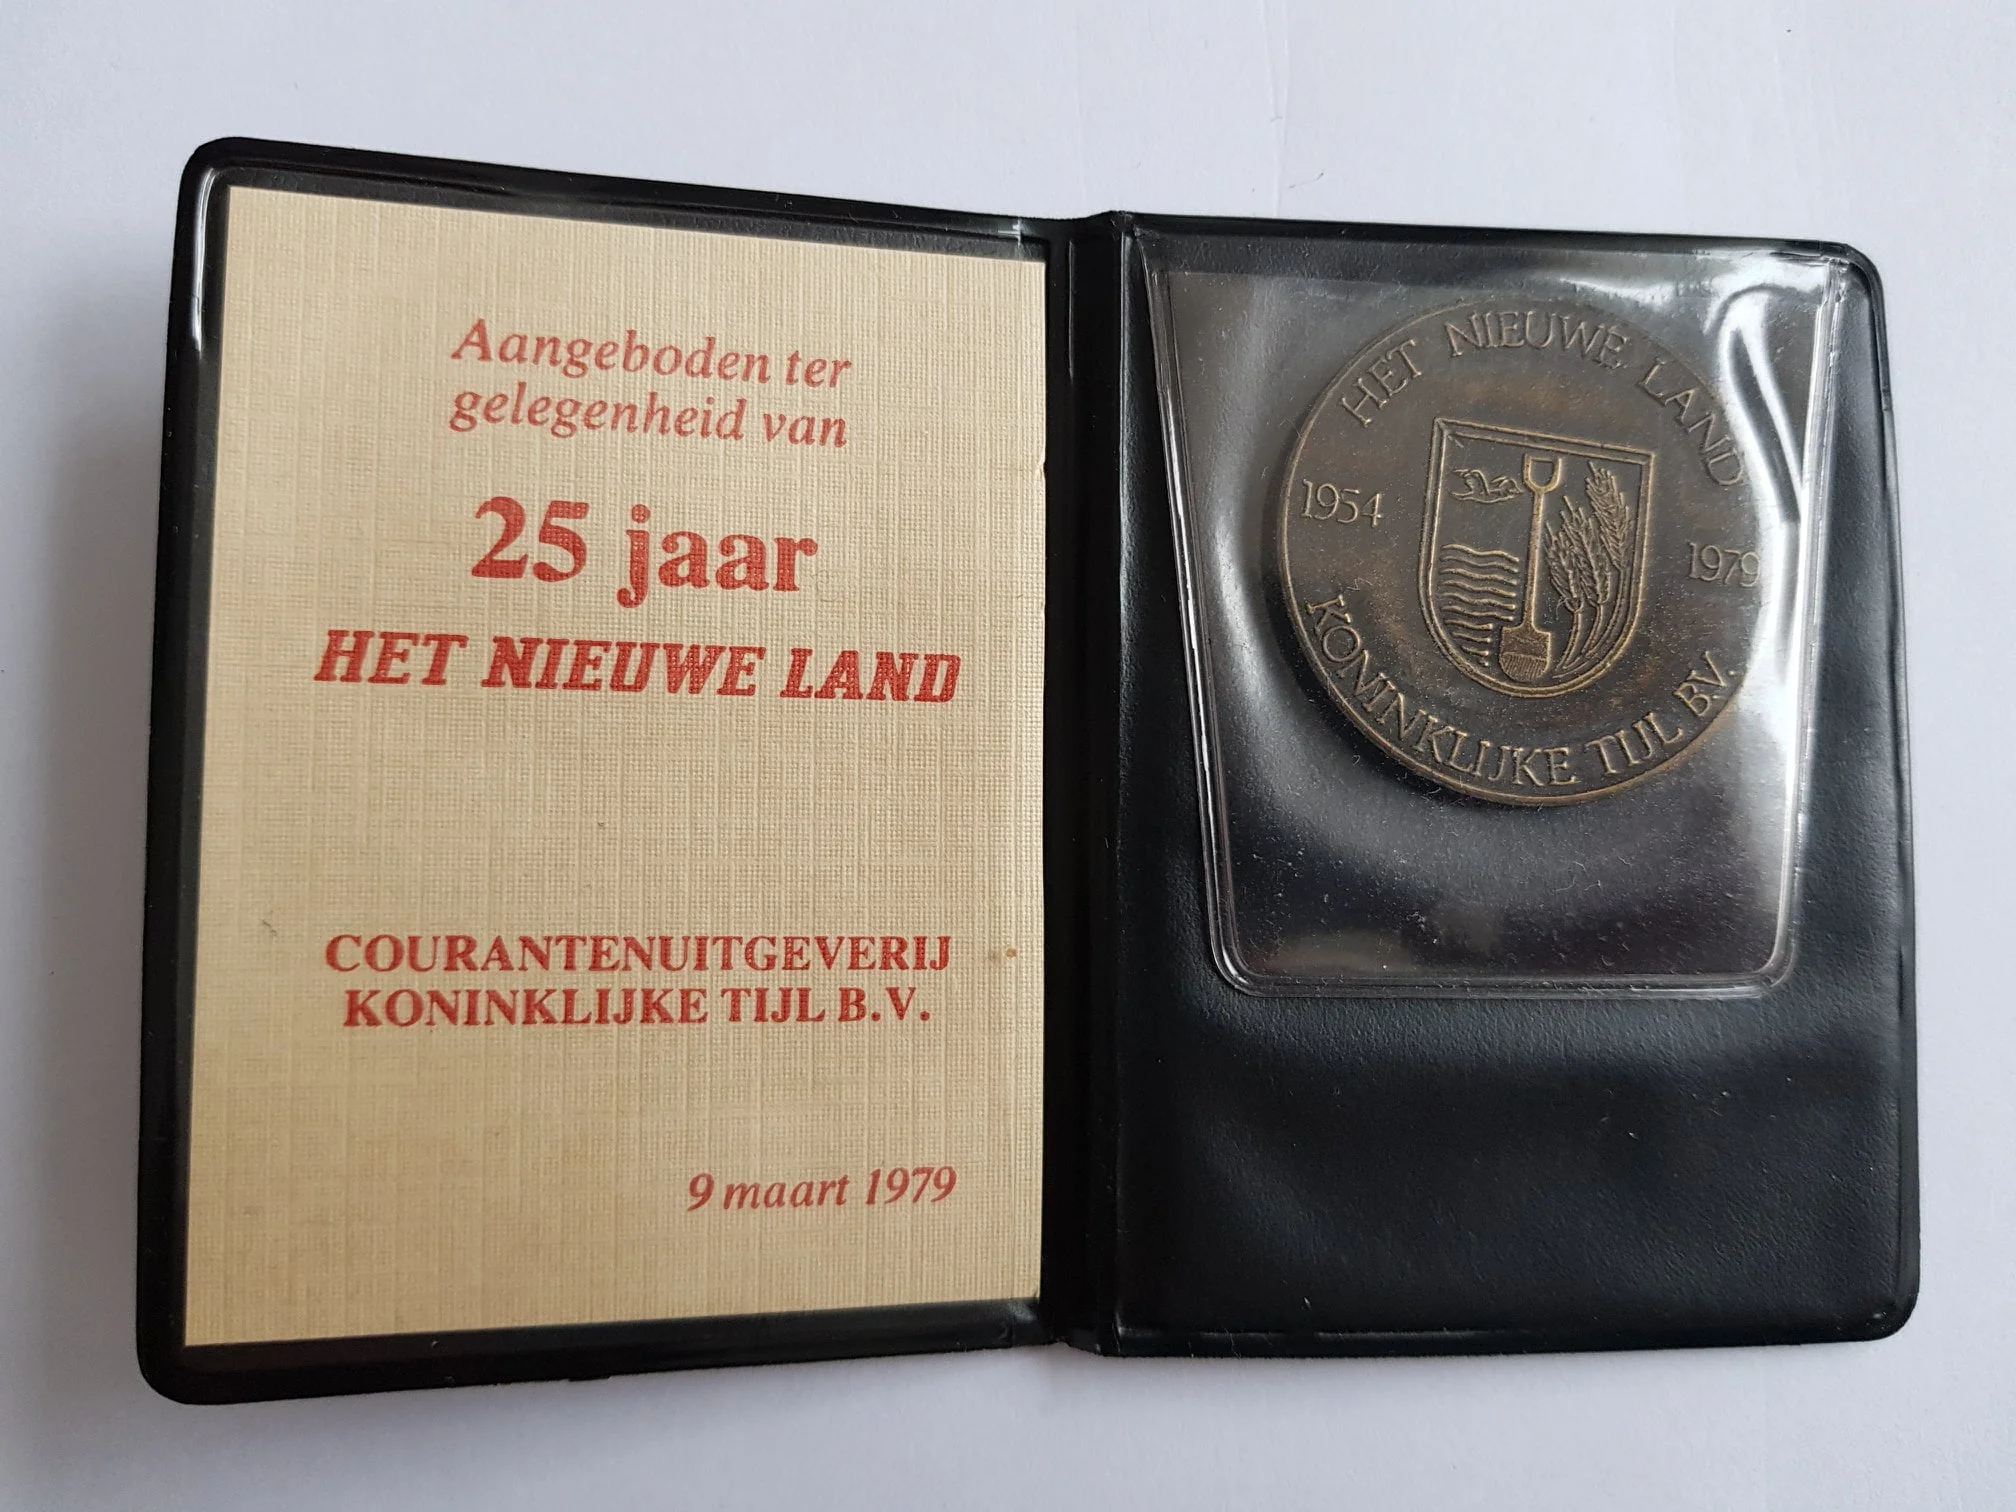 Aangeboden ter
gelegenheid van
25 jaar
HET NIEUWE LAND
COURANTENUITGEVERIJ
KONINKLIJKE TIJL B.V.
9 maart 1979
HET NIEUWE LAND
1954
1979
KONINKLIJKE TIJL B.V.